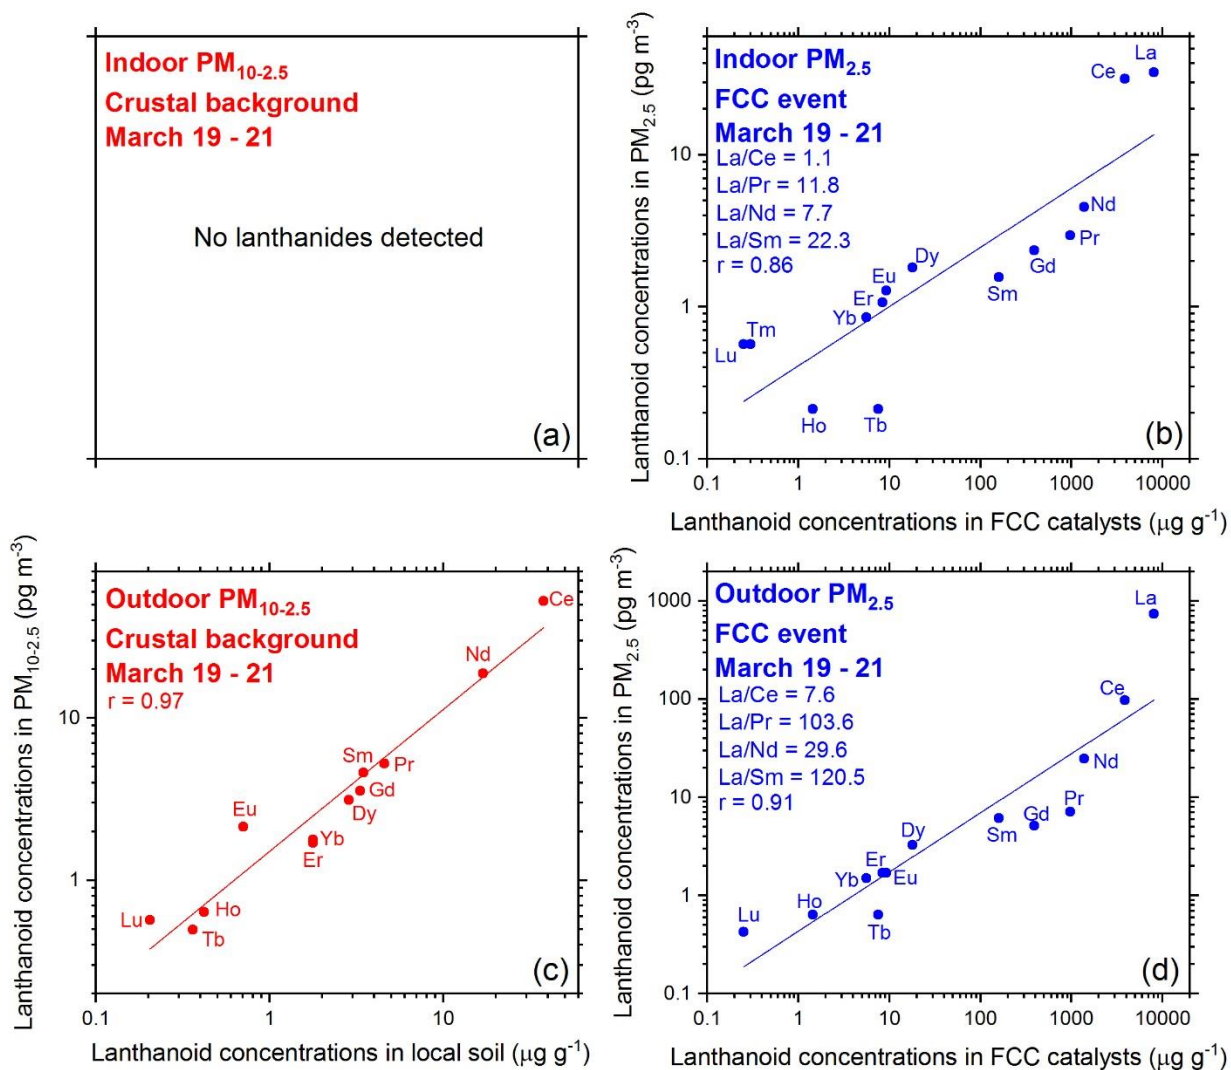 Indoor PM10-2.5
Crustal background
March 19 - 21
No lanthanides detected
(a)
Lanthanoid concentrations in PM2.5 (pg m-3)
10
1
0.1
Indoor PM2.5
FCC event
March 19 - 21
La/Ce = 1.1
La/Pr = 11.8
La/Nd = 7.7
La/Sm = 22.3
r = 0.86
La
Ce
Nd
Pr
Gd
Sm
Dy
Eu
Er
Yb
Tm
Lu
Ho
Tb
(b)
0.1 1 10 100 1000 10000
Lanthanoid concentrations in FCC catalysts (μg g-1)
Lanthanoid concentrations in PM10-2.5 (pg m-3)
10
1
Outdoor PM10-2.5
Crustal background
March 19 - 21
r = 0.97
Ce
Nd
Sm
Pr
Gd
Dy
Eu
Yb
Er
Lu
Ho
Tb
(c)
0.1 1 10
Lanthanoid concentrations in local soil (μg g-1)
Lanthanoid concentrations in PM2.5 (pg m-3)
1000
100
10
1
0.1
Outdoor PM2.5
FCC event
March 19 - 21
La/Ce = 7.6
La/Pr = 103.6
La/Nd = 29.6
La/Sm = 120.5
r = 0.91
La
Ce
Nd
Pr
Gd
Sm
Dy
Er
Yb
Eu
Ho
Tb
Lu
(d)
0.1 1 10 100 1000 10000
Lanthanoid concentrations in FCC catalysts (μg g-1)